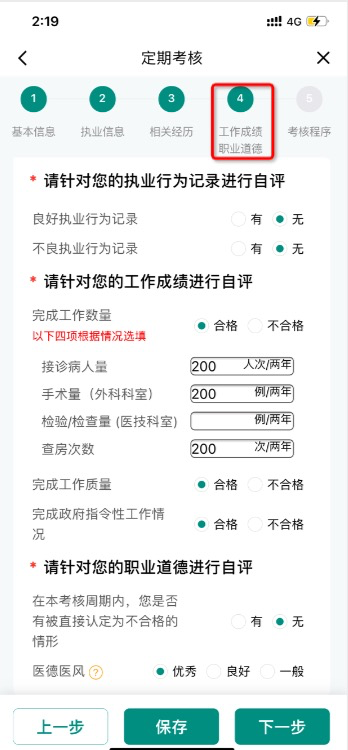 2:19 4G
定期考核
1 2 3 4 5
基本信息 执业信息 相关经历 工作成绩 考核程序
职业道德
* 请针对您的执业行为记录进行自评
良好执业行为记录 有 无
不良执业行为记录 有 无
* 请针对您的工作成绩进行自评
完成工作数量 合格 不合格
以下四项根据情况选填
接诊病人量 200 人次/两年
手术量（外科科室） 200 例/两年
检验/检查量 (医技科室) 例/两年
查房次数 200 次/两年
完成工作质量 合格 不合格
完成政府指令性工作情
况 合格 不合格
* 请针对您的职业道德进行自评
在本考核周期内，您是否
有被直接认定为不合格的 有 无
情形
医德医风 ? 优秀 良好 一般
上一步 保存 下一步